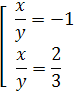 [ x/y = −1
x/y = 2/3